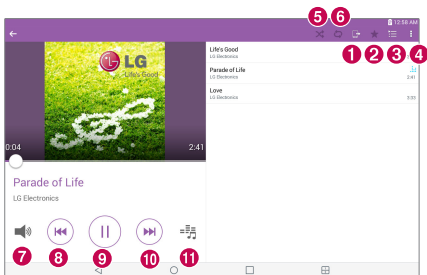 5 6
12:58 AM
1 2 3 4
LG
Life's Good
0:04
2:41
Life's Good
LG Electronics
Parade of Life
LG Electronics
2:41
Love
LG Electronics
3:33
Parade of Life
LG Electronics
7 8 9 10 11